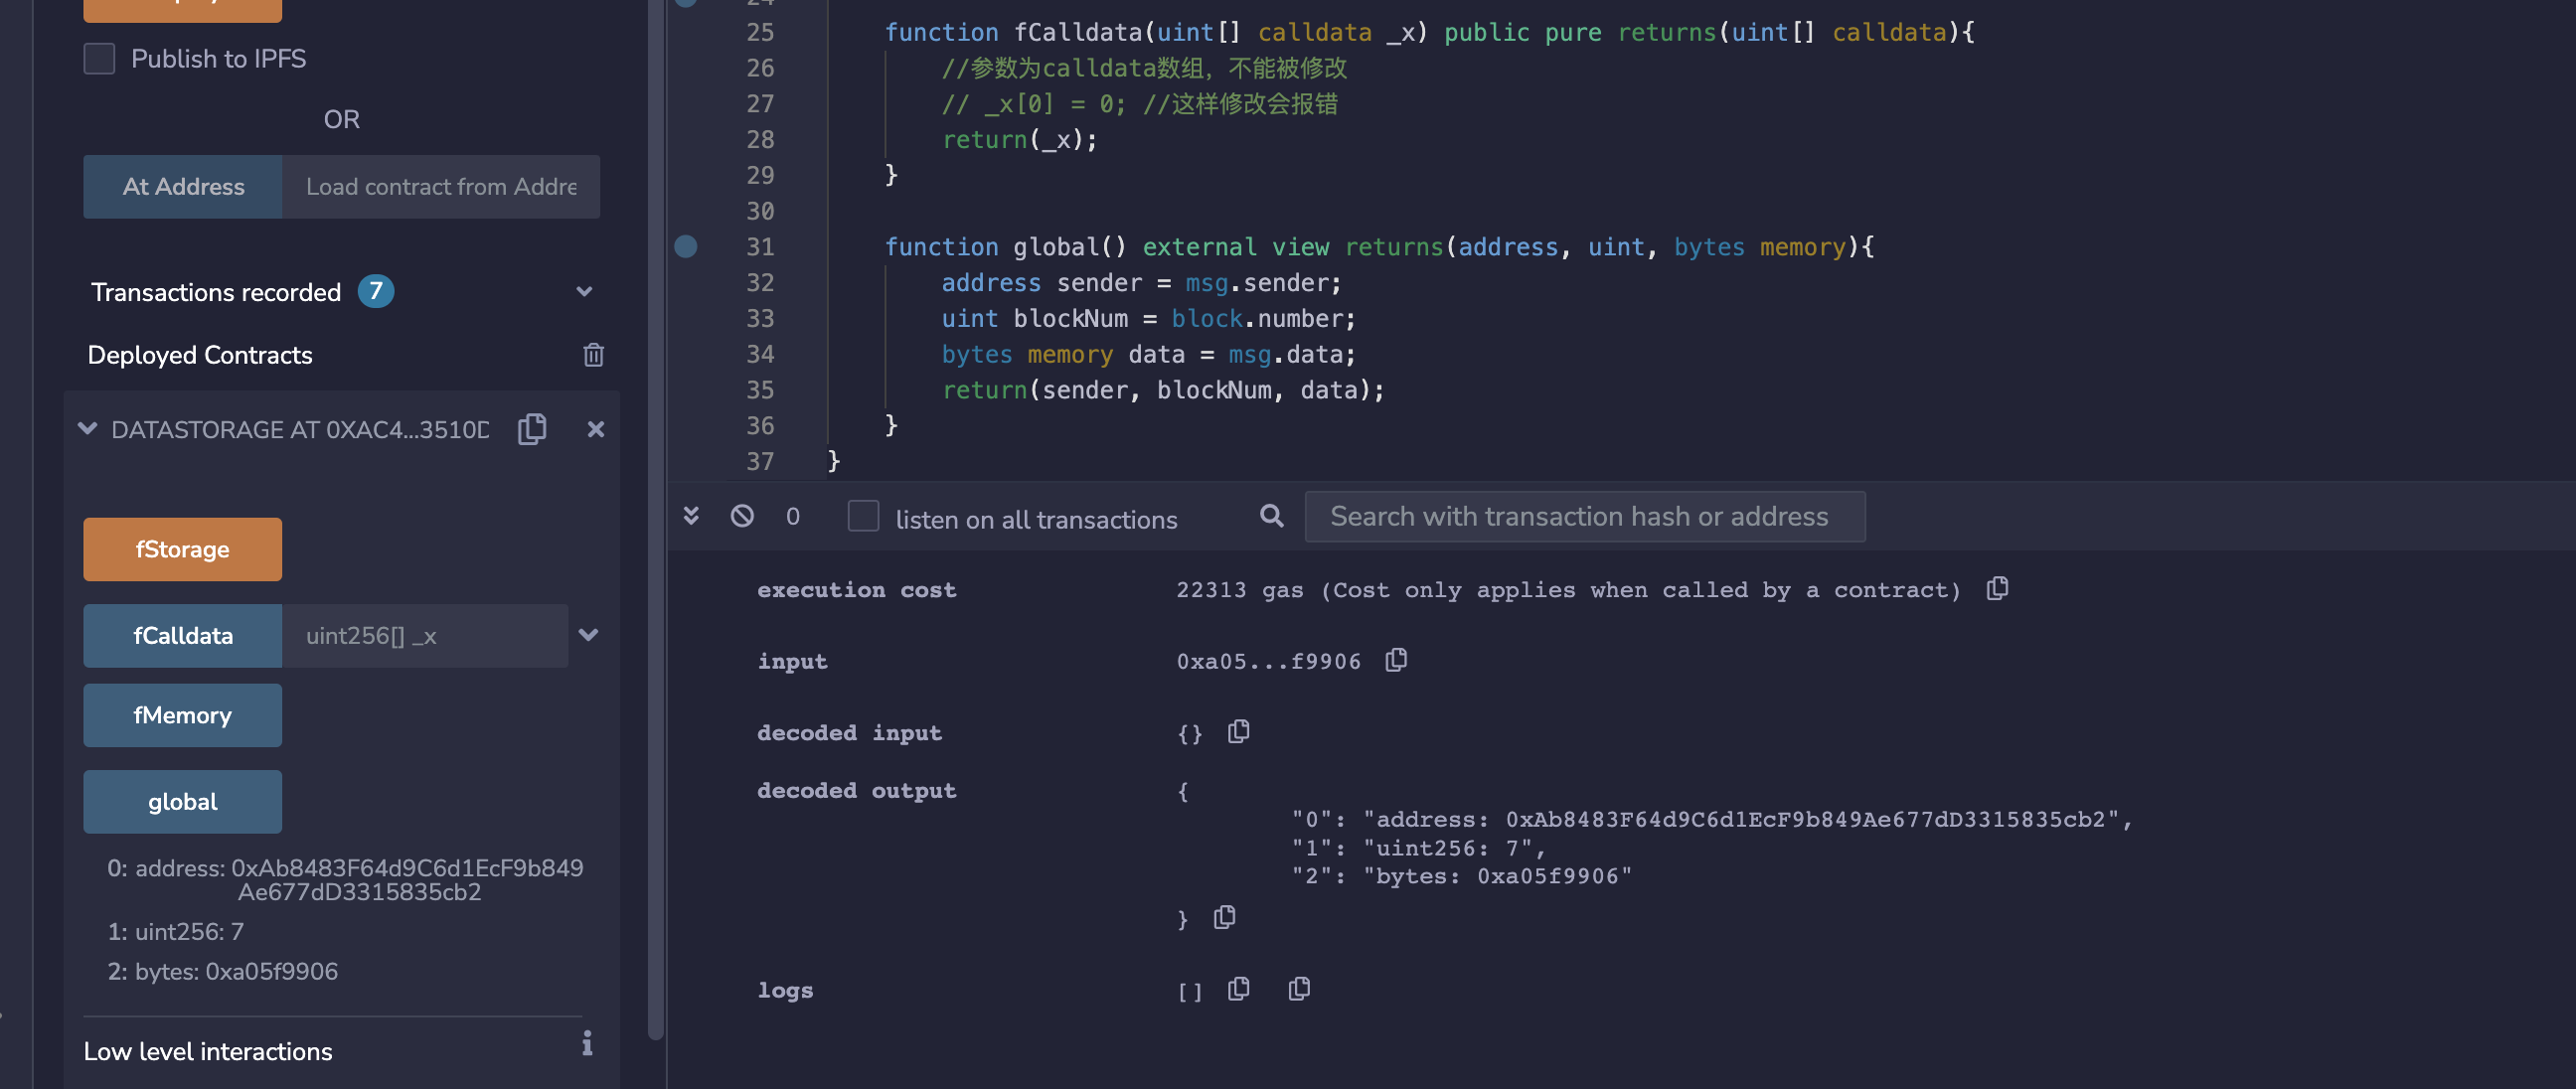 Publish to IPFS
OR
At Address
Load contract from Addre
Transactions recorded 7
Deployed Contracts
DATASTORAGE AT 0XAC4...3510D
fStorage
fCalldata
uint256[] _x
fMemory
global
0: address: 0xAb8483F64d9C6d1EcF9b849
Ae677dD3315835cb2
1: uint256: 7
2: bytes: 0xa05f9906
Low level interactions
25 function fCalldata(uint[] calldata _x) public pure returns(uint[] calldata){
26 //参数为calldata数组，不能被修改
27 // _x[0] = 0; //这样修改会报错
28 return(_x);
29 }
30
31 function global() external view returns(address, uint, bytes memory){
32 address sender = msg.sender;
33 uint blockNum = block.number;
34 bytes memory data = msg.data;
35 return(sender, blockNum, data);
36 }
37 }
0 listen on all transactions
Search with transaction hash or address
execution cost 22313 gas (Cost only applies when called by a contract)
input 0xa05...f9906
decoded input {}
decoded output {
"0": "address: 0xAb8483F64d9C6d1EcF9b849Ae677dD3315835cb2",
"1": "uint256: 7",
"2": "bytes: 0xa05f9906"
}
logs []